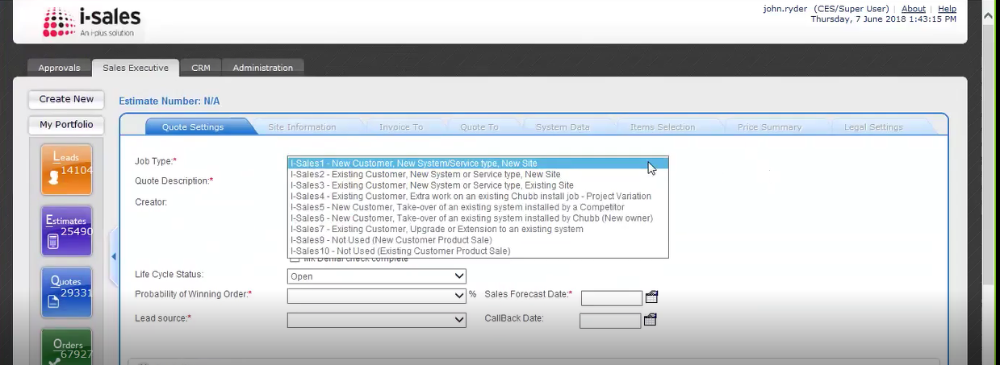 i-sales
An i-plus solution
john.ryder (CES/Super User) | About | Help
Thursday, 7 June 2018 1:43:15 PM
Approvals
Sales Executive
CRM
Administration
Create New
My Portfolio
Leads
14104
Estimates
25490
Quotes
29331
Orders
67927
Estimate Number: N/A
Quote Settings
Site Information
Invoice To
Quote To
System Data
Items Selection
Price Summary
Legal Settings
Job Type:*
I-Sales1 - New Customer, New System/Service type, New Site
I-Sales2 - Existing Customer, New System or Service type, New Site
I-Sales3 - Existing Customer, New System or Service type, Existing Site
I-Sales4 - Existing Customer, Extra work on an existing Chubb install job - Project Variation
I-Sales5 - New Customer, Take-over of an existing system installed by a Competitor
I-Sales6 - New Customer, Take-over of an existing system installed by Chubb (New owner)
I-Sales7 - Existing Customer, Upgrade or Extension to an existing system
I-Sales9 - Not Used (New Customer Product Sale)
I-Sales10 - Not Used (Existing Customer Product Sale)
Quote Description:*
Creator:
check complete
Life Cycle Status:
Open
Probability of Winning Order:*
%
Sales Forecast Date:*
Lead source:*
CallBack Date: